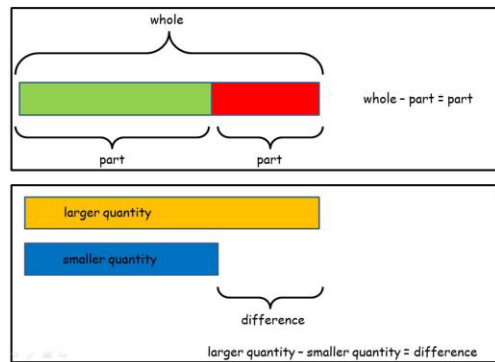 whole
whole – part = part
part part
larger quantity
smaller quantity
difference
larger quantity – smaller quantity = difference